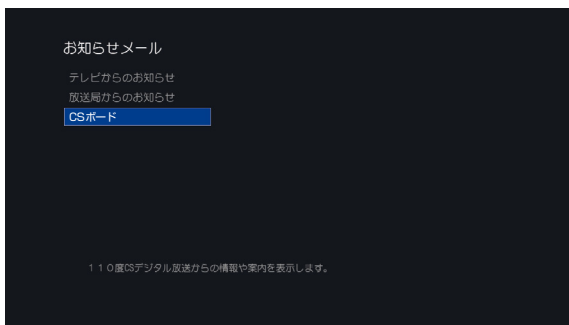 お知らせメール
テレビからのお知らせ
放送局からのお知らせ
CSボード
110度CSデジタル放送からの情報や案内を表示します。